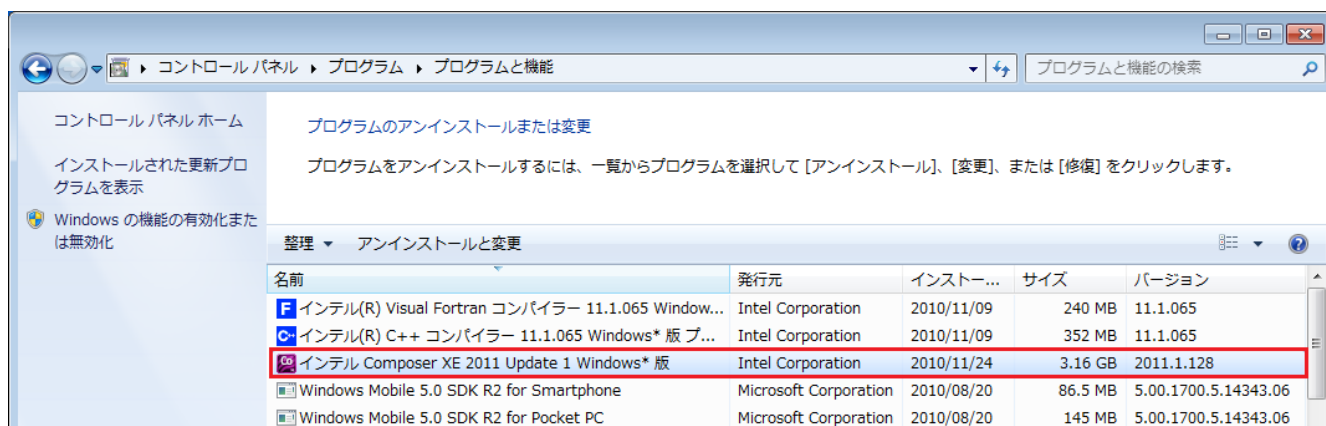 コントロール パネル ▸ プログラム ▸ プログラムと機能
プログラムと機能の検索
コントロール パネル ホーム
インストールされた更新プロ
グラムを表示
Windows の機能の有効化また
は無効化
プログラムのアンインストールまたは変更
プログラムをアンインストールするには、一覧からプログラムを選択して [アンインストール]、[変更]、または [修復] をクリックします。
整理 ▼ アンインストールと変更
名前 発行元 インストー... サイズ バージョン
インテル(R) Visual Fortran コンパイラー 11.1.065 Window... Intel Corporation 2010/11/09 240 MB 11.1.065
インテル(R) C++ コンパイラー 11.1.065 Windows* 版 プ... Intel Corporation 2010/11/09 352 MB 11.1.065
インテル Composer XE 2011 Update 1 Windows* 版 Intel Corporation 2010/11/24 3.16 GB 2011.1.128
Windows Mobile 5.0 SDK R2 for Smartphone Microsoft Corporation 2010/08/20 86.5 MB 5.00.1700.5.14343.06
Windows Mobile 5.0 SDK R2 for Pocket PC Microsoft Corporation 2010/08/20 145 MB 5.00.1700.5.14343.06